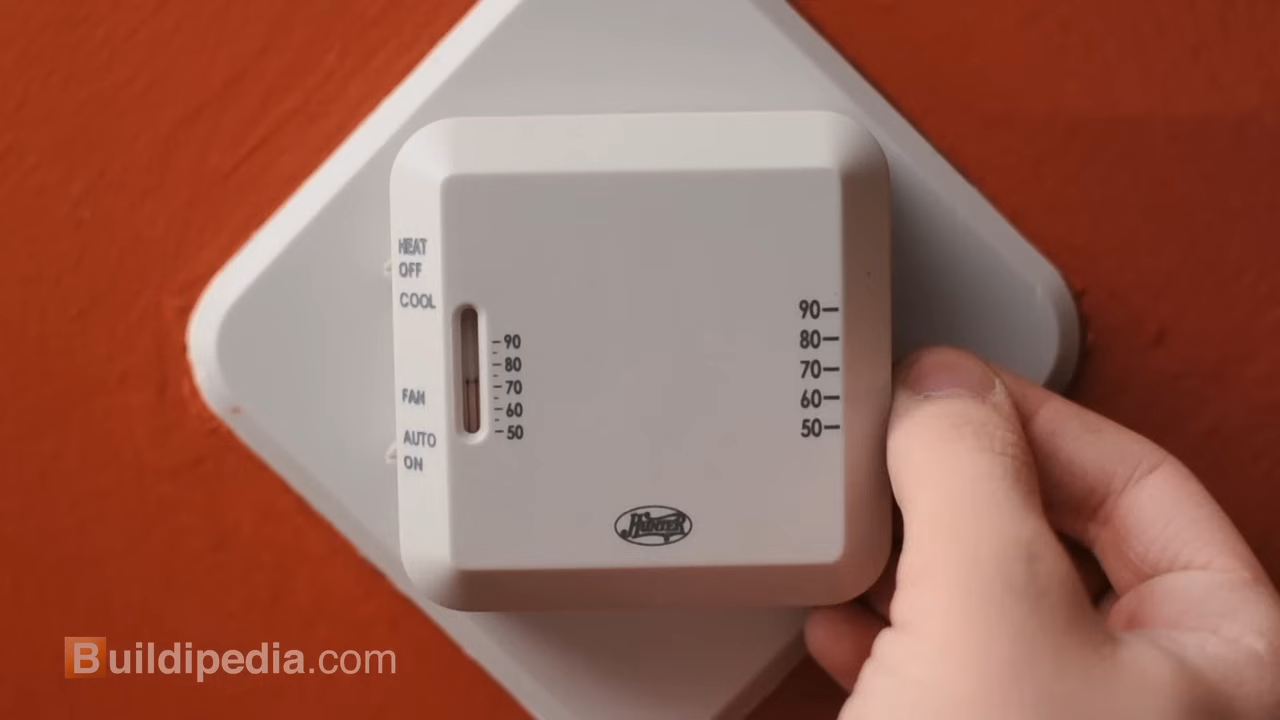 HEAT
OFF
COOL
FAN
AUTO
ON
90
80
70
60
50
90
80
70
60
50
HUNTER
Buildipedia.com